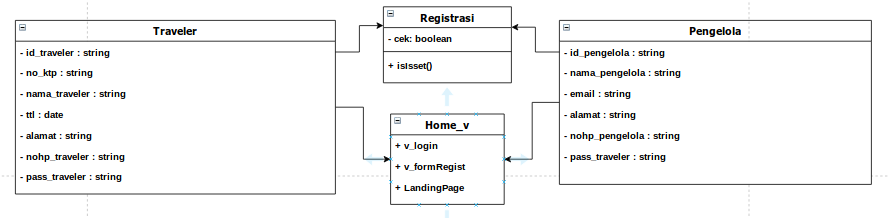 Traveler
- id_traveler : string
- no_ktp : string
- nama_traveler : string
- ttl : date
- alamat : string
- nohp_traveler : string
- pass_traveler : string
Registrasi
- cek: boolean
+ isIsset()
Home_v
+ v_login
+ v_formRegist
+ LandingPage
Pengelola
- id_pengelola : string
- nama_pengelola : string
- email : string
- alamat : string
- nohp_pengelola : string
- pass_traveler : string